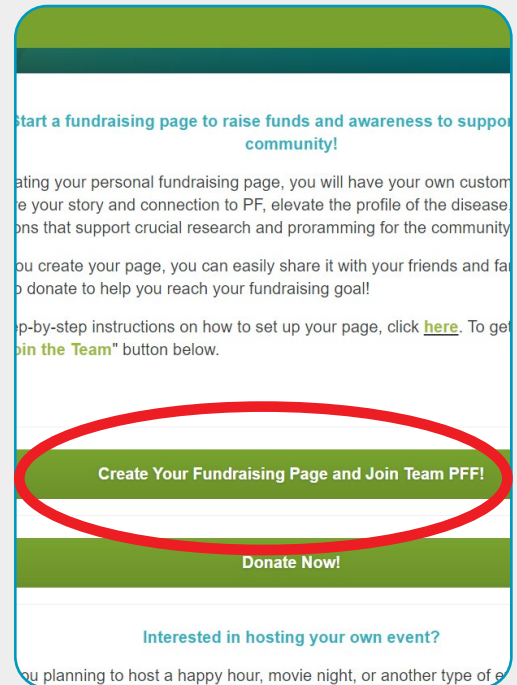 Start a fundraising page to raise funds and awareness to suppor
community!
ating your personal fundraising page, you will have your own custom
re your story and connection to PF, elevate the profile of the disease,
ons that support crucial research and proramming for the community
ou create your page, you can easily share it with your friends and fa
o donate to help you reach your fundraising goal!
ep-by-step instructions on how to set up your page, click here. To get
oin the Team" button below.
Create Your Fundraising Page and Join Team PFF!
Donate Now!
Interested in hosting your own event?
ou planning to host a happy hour, movie night, or another type of e